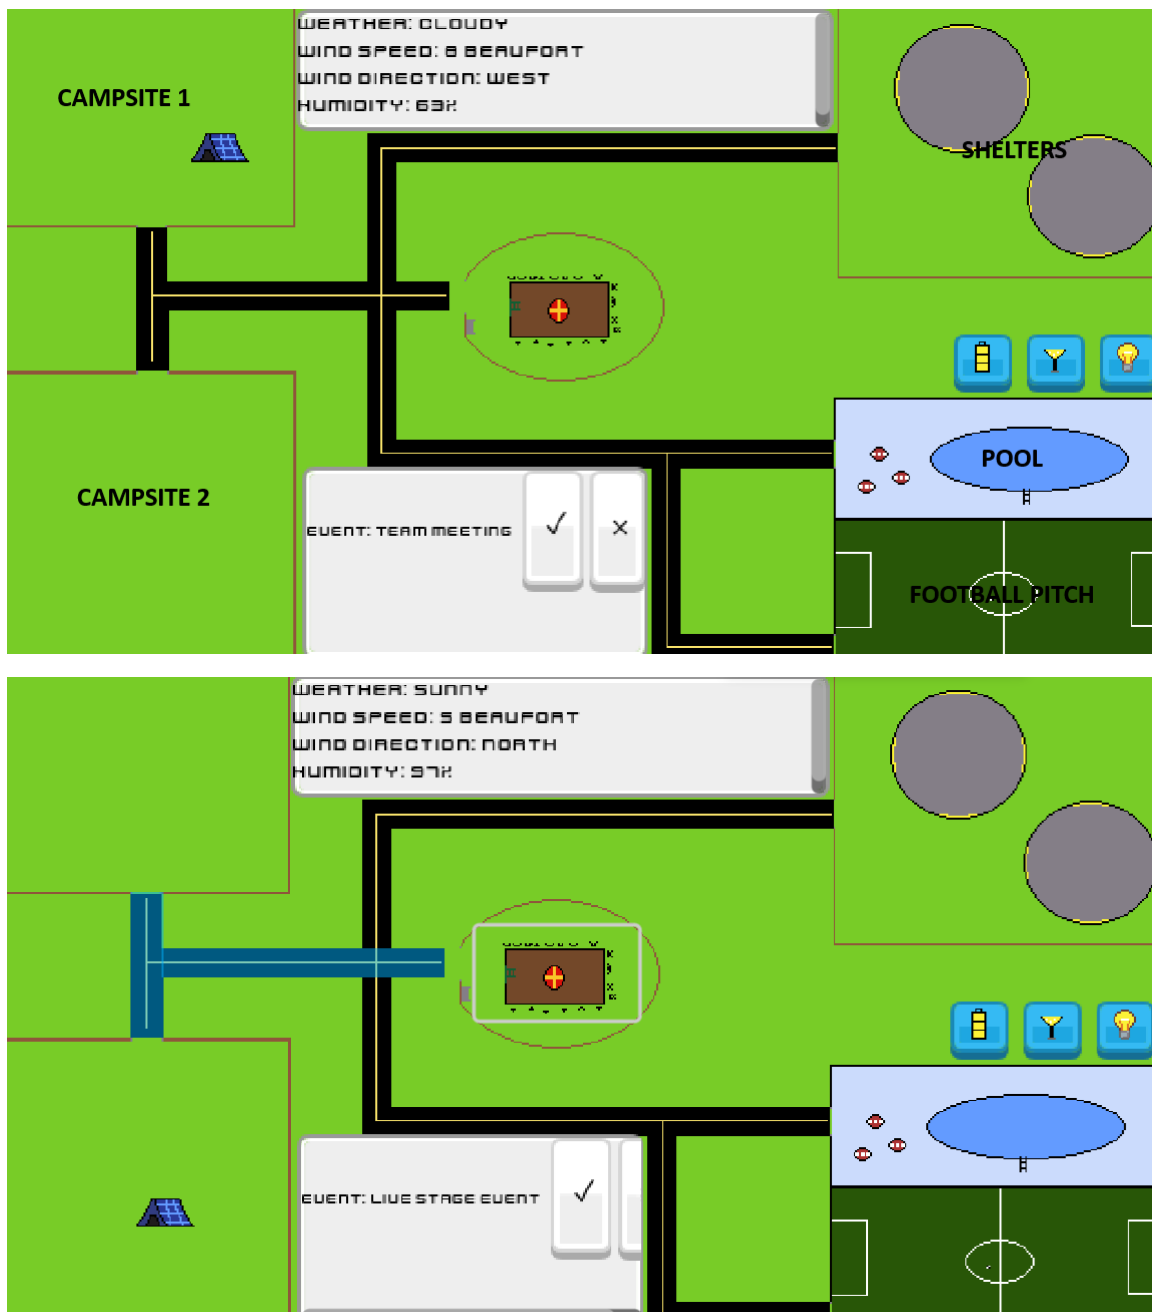 WEATHER: CLOUDY
WIND SPEED: 8 BEAUFORT
WIND DIRECTION: WEST
HUMIDITY: 63%
CAMPSITE 1
SHELTERS
POOL
CAMPSITE 2
EVENT: TEAM MEETING
FOOTBALL PITCH
WEATHER: SUNNY
WIND SPEED: 5 BEAUFORT
WIND DIRECTION: NORTH
HUMIDITY: 97%
EVENT: LIVE STAGE EVENT